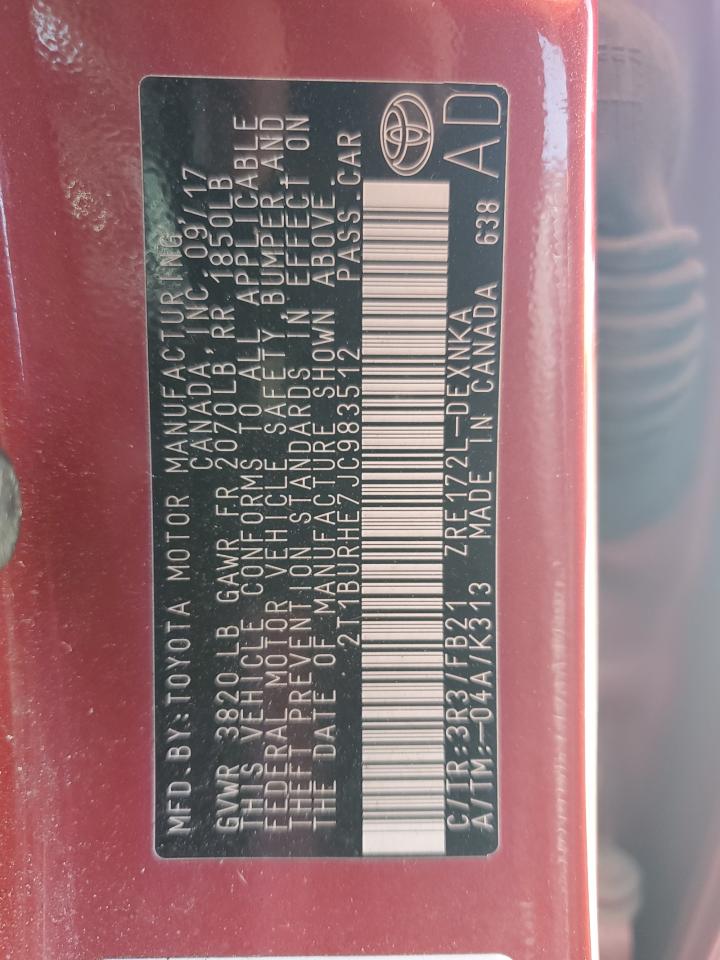 MFD.BY:TOYOTA MOTOR MANUFACTURING
CANADA, INC. 09/17
GVWR 3820 LB GAWR FR 2070LB, RR 1850LB
THIS VEHICLE CONFORMS TO ALL APPLICABLE
FEDERAL MOTOR VEHICLE SAFETY, BUMPER, AND
THEFT PREVENTION STANDARDS IN EFFECT ON
THE DATE OF MANUFACTURE SHOWN ABOVE.
2T1BURHE7JC983512 PASS.CAR
C/TR:3R3/FB21 ZRE172L-DEXNKA
A/TM:-04A/K313 MADE IN CANADA 638
AD